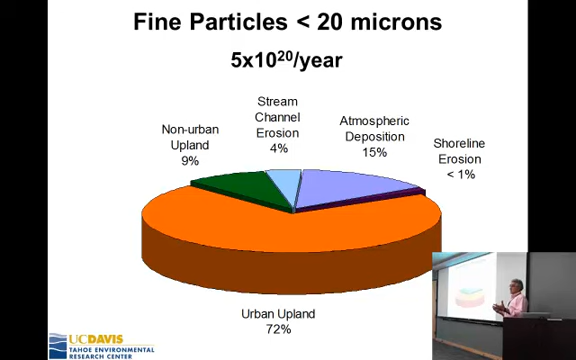 Fine Particles < 20 microns
5x10²⁰/year
Stream
Channel
Erosion
4%
Non-urban
Upland
9%
Atmospheric
Deposition
15%
Shoreline
Erosion
< 1%
Urban Upland
72%
UCDAVIS
TAHOE ENVIRONMENTAL
RESEARCH CENTER